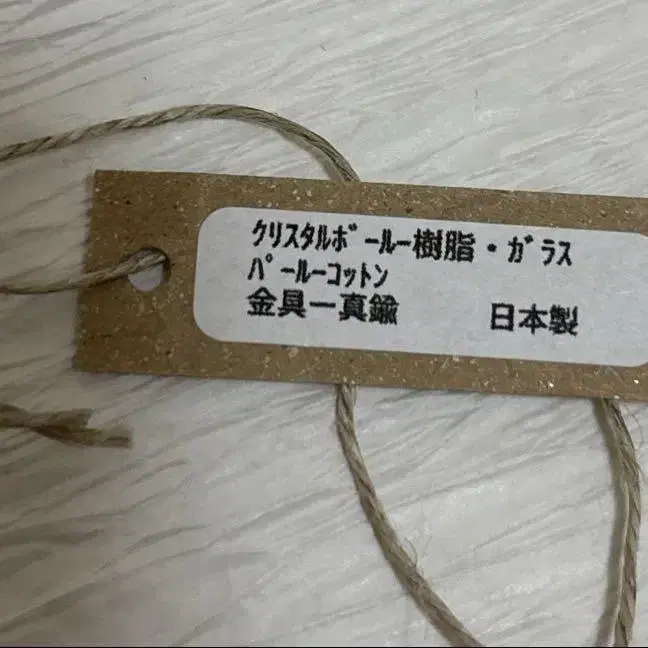 クリスタルボールー樹脂・ガラス
パールーコットン
金具ー真鍮 日本製